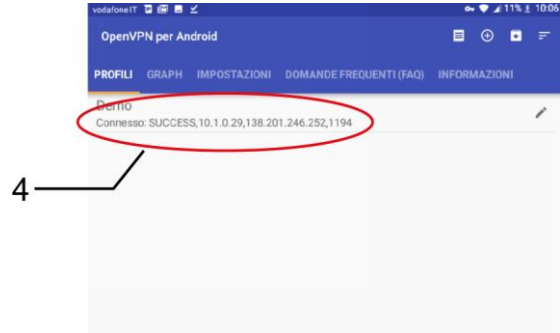 vodafoneIT 11% 10:06
OpenVPN per Android
PROFILI GRAPH IMPOSTAZIONI DOMANDE FREQUENTI (FAQ) INFORMAZIONI
Demo
Connesso: SUCCESS,10.1.0.29,138.201.246.252,1194
4